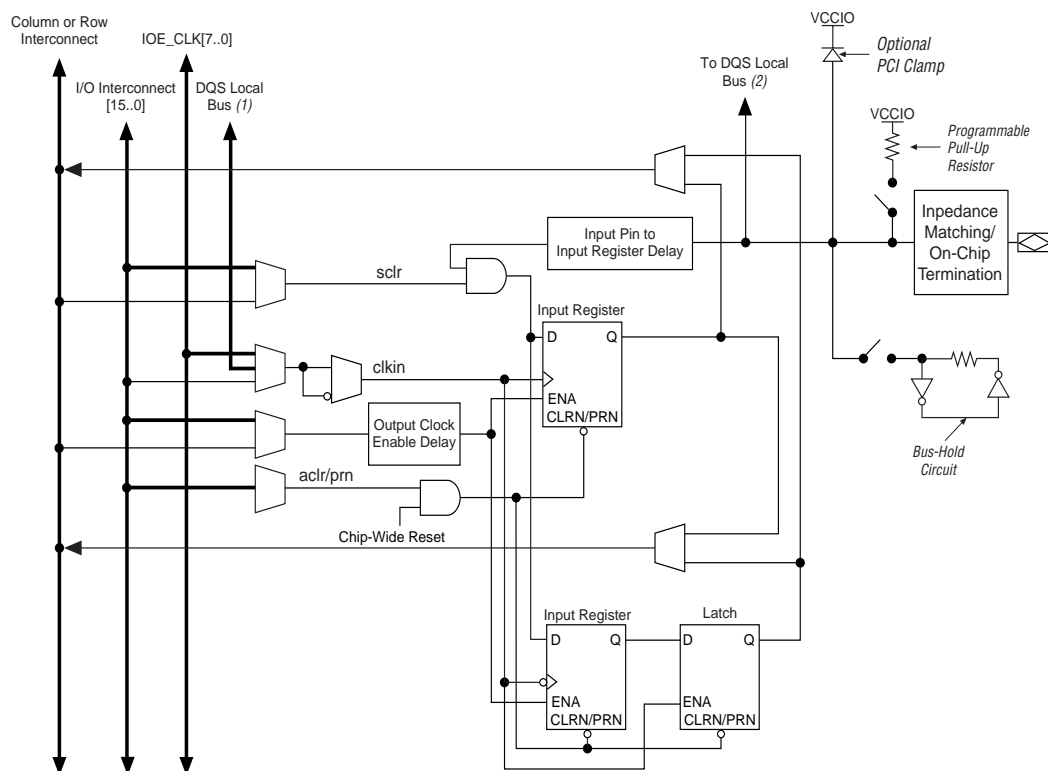 Column or Row
Interconnect
IOE_CLK[7..0]
I/O Interconnect
[15..0]
DQS Local
Bus (1)
To DQS Local
Bus (2)
VCCIO
Optional
PCI Clamp
VCCIO
Programmable
Pull-Up
Resistor
Input Pin to
Input Register Delay
Impedance
Matching/
On-Chip
Termination
sclr
Input Register
D
Q
clkin
ENA
CLRN/PRN
Output Clock
Enable Delay
Bus-Hold
Circuit
aclr/prn
Chip-Wide Reset
Input Register
Latch
D
Q
D
Q
ENA
CLRN/PRN
ENA
CLRN/PRN